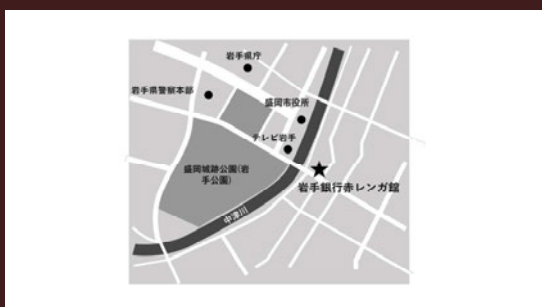 岩手県庁
岩手県警察本部
盛岡市役所
テレビ岩手
盛岡城跡公園(岩
手公園)
岩手銀行赤レンガ館
中津川